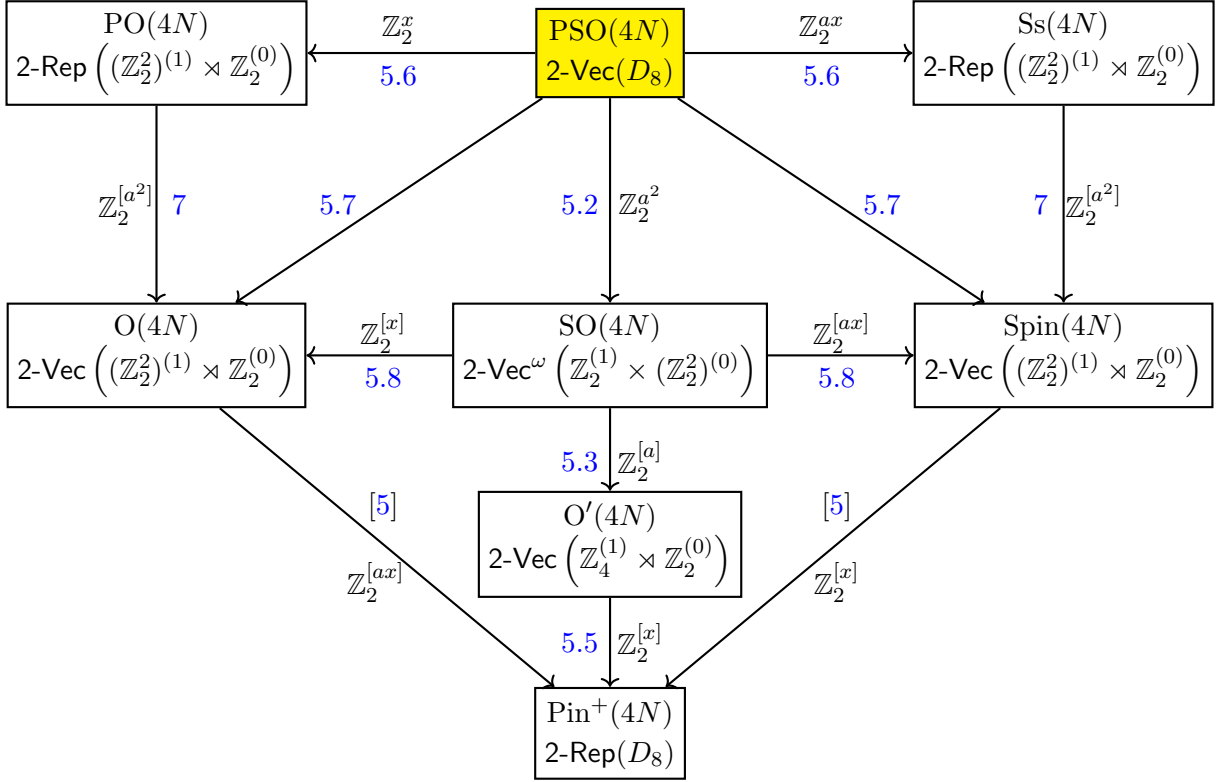 PO(4N)
2-Rep ((ℤ₂²)⁽¹⁾ ⋊ ℤ₂⁽⁰⁾)
ℤ₂ˣ
5.6
PSO(4N)
2-Vec(D₈)
ℤ₂ᵃˣ
5.6
Ss(4N)
2-Rep ((ℤ₂²)⁽¹⁾ ⋊ ℤ₂⁽⁰⁾)
ℤ₂^[a²] 7
5.7
5.2 ℤ₂^a²
5.7
7 ℤ₂^[a²]
O(4N)
2-Vec ((ℤ₂²)⁽¹⁾ ⋊ ℤ₂⁽⁰⁾)
ℤ₂^[x]
5.8
SO(4N)
2-Vec^ω (ℤ₂⁽¹⁾ × (ℤ₂²)⁽⁰⁾)
ℤ₂^[ax]
5.8
Spin(4N)
2-Vec ((ℤ₂²)⁽¹⁾ ⋊ ℤ₂⁽⁰⁾)
5.3 ℤ₂^[a]
[5]
ℤ₂^[ax]
O′(4N)
2-Vec (ℤ₄⁽¹⁾ ⋊ ℤ₂⁽⁰⁾)
[5]
ℤ₂^[x]
5.5 ℤ₂^[x]
Pin⁺(4N)
2-Rep(D₈)